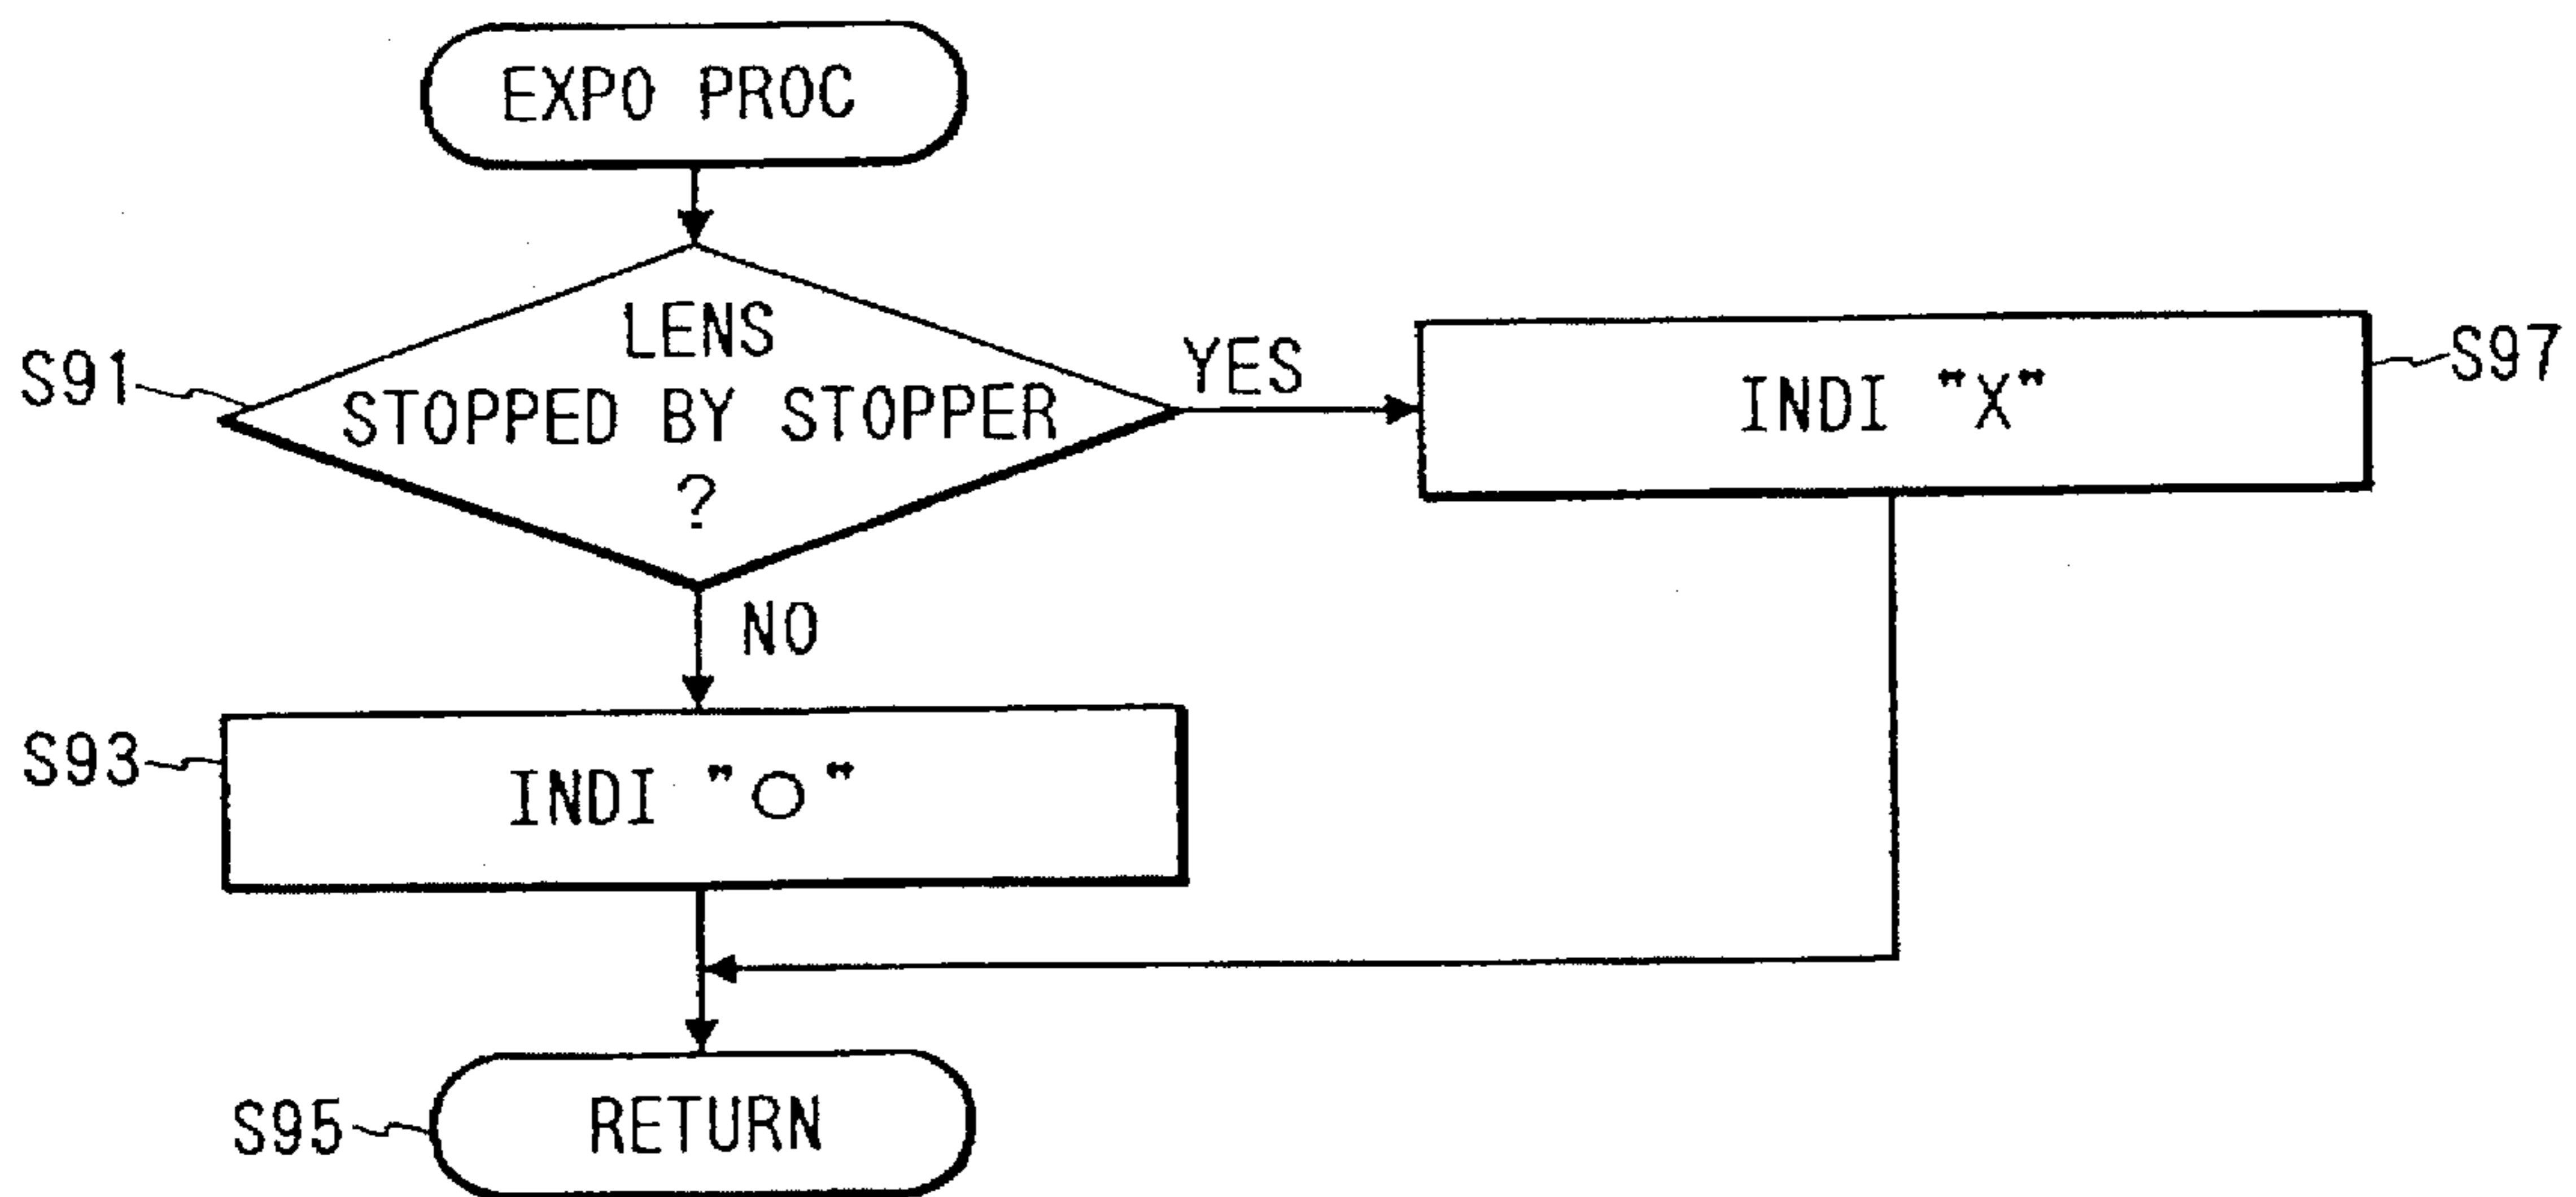 EXPO PROC
LENS
S91
STOPPED BY STOPPER
?
YES
INDI "X"
S97
NO
S93
INDI "○"
S95
RETURN